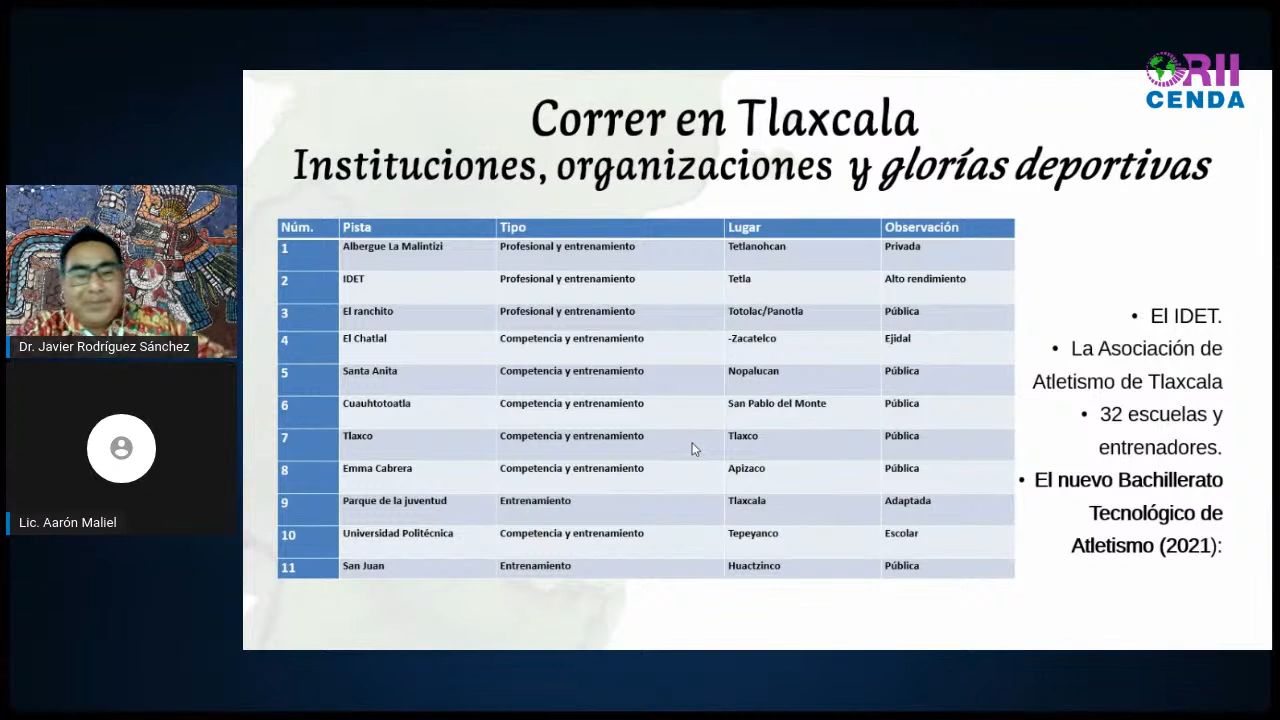 ORII
CENDA
Correr en Tlaxcala
Instituciones, organizaciones y glorías deportivas
Núm. Pista Tipo Lugar Observación
1 Albergue La Malintizi Profesional y entrenamiento Tetlanohcan Privada
2 IDET Profesional y entrenamiento Tetla Alto rendimiento
3 El ranchito Profesional y entrenamiento Totolac/Panotla Pública
4 El Chatlal Competencia y entrenamiento -Zacatelco Ejidal
5 Santa Anita Competencia y entrenamiento Nopalucan Pública
6 Cuauhtotoatla Competencia y entrenamiento San Pablo del Monte Pública
7 Tlaxco Competencia y entrenamiento Tlaxco Pública
8 Emma Cabrera Competencia y entrenamiento Apizaco Pública
9 Parque de la juventud Entrenamiento Tlaxcala Adaptada
10 Universidad Politécnica Competencia y entrenamiento Tepeyanco Escolar
11 San Juan Entrenamiento Huactzinco Pública
• El IDET.
• La Asociación de
Atletismo de Tlaxcala
• 32 escuelas y
entrenadores.
• El nuevo Bachillerato
Tecnológico de
Atletismo (2021):
Dr. Javier Rodríguez Sánchez
Lic. Aarón Maliel